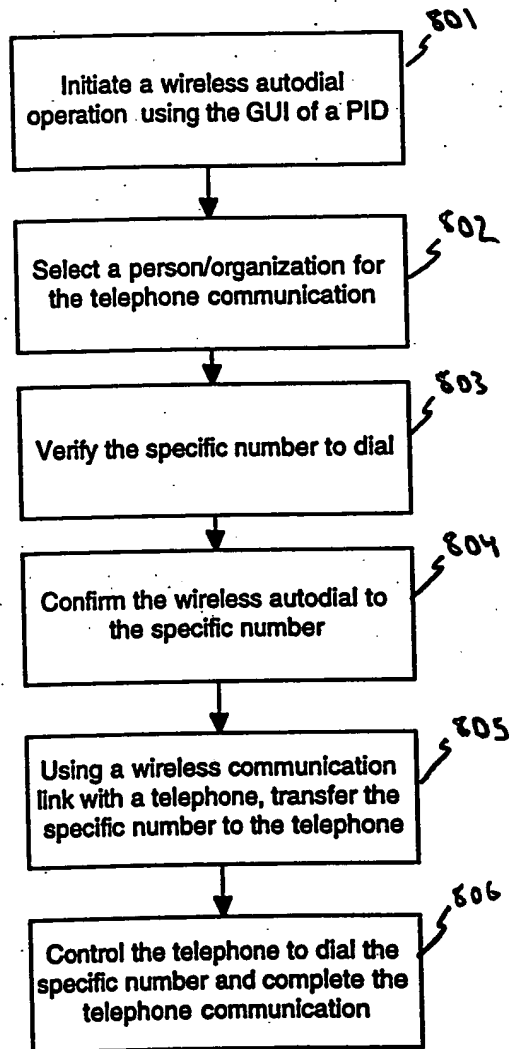 801
Initiate a wireless autodial
operation using the GUI of a PID
802
Select a person/organization for
the telephone communication
803
Verify the specific number to dial
804
Confirm the wireless autodial to
the specific number
805
Using a wireless communication
link with a telephone, transfer the
specific number to the telephone
806
Control the telephone to dial the
specific number and complete the
telephone communication